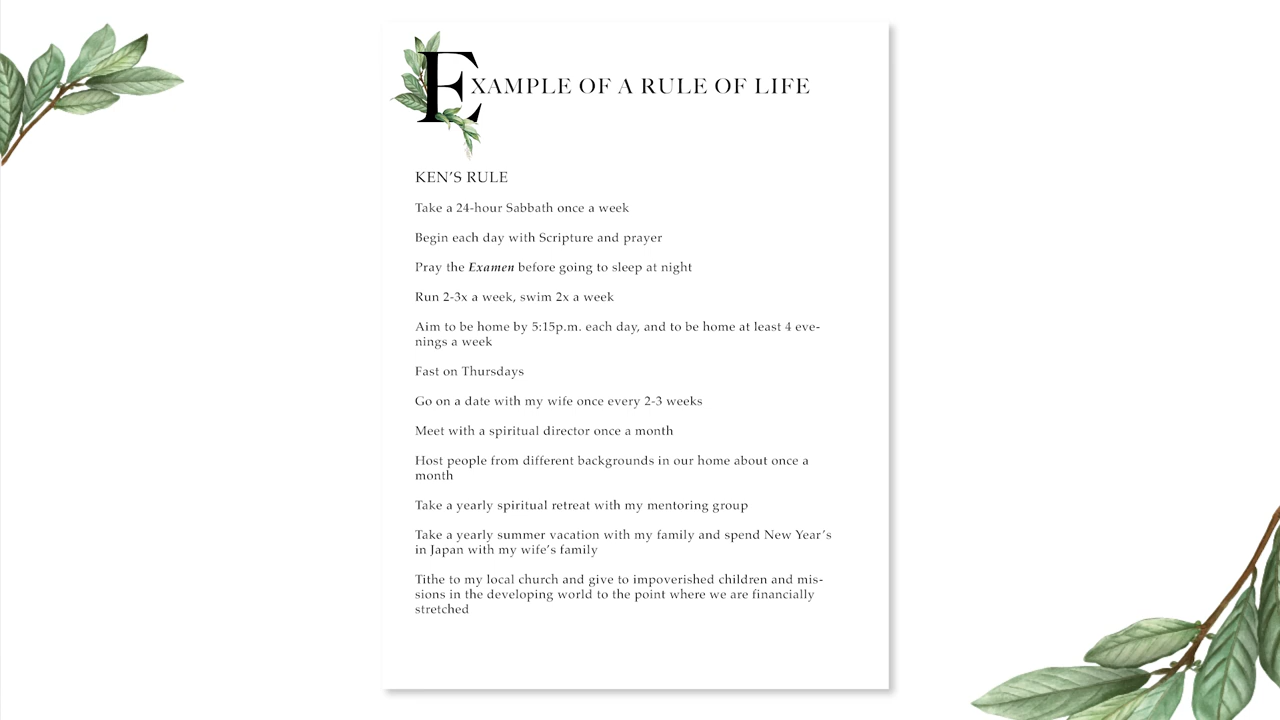 EXAMPLE OF A RULE OF LIFE
KEN'S RULE
Take a 24-hour Sabbath once a week
Begin each day with Scripture and prayer
Pray the Examen before going to sleep at night
Run 2-3x a week, swim 2x a week
Aim to be home by 5:15p.m. each day, and to be home at least 4 eve-
nings a week
Fast on Thursdays
Go on a date with my wife once every 2-3 weeks
Meet with a spiritual director once a month
Host people from different backgrounds in our home about once a
month
Take a yearly spiritual retreat with my mentoring group
Take a yearly summer vacation with my family and spend New Year's
in Japan with my wife's family
Tithe to my local church and give to impoverished children and mis-
sions in the developing world to the point where we are financially
stretched